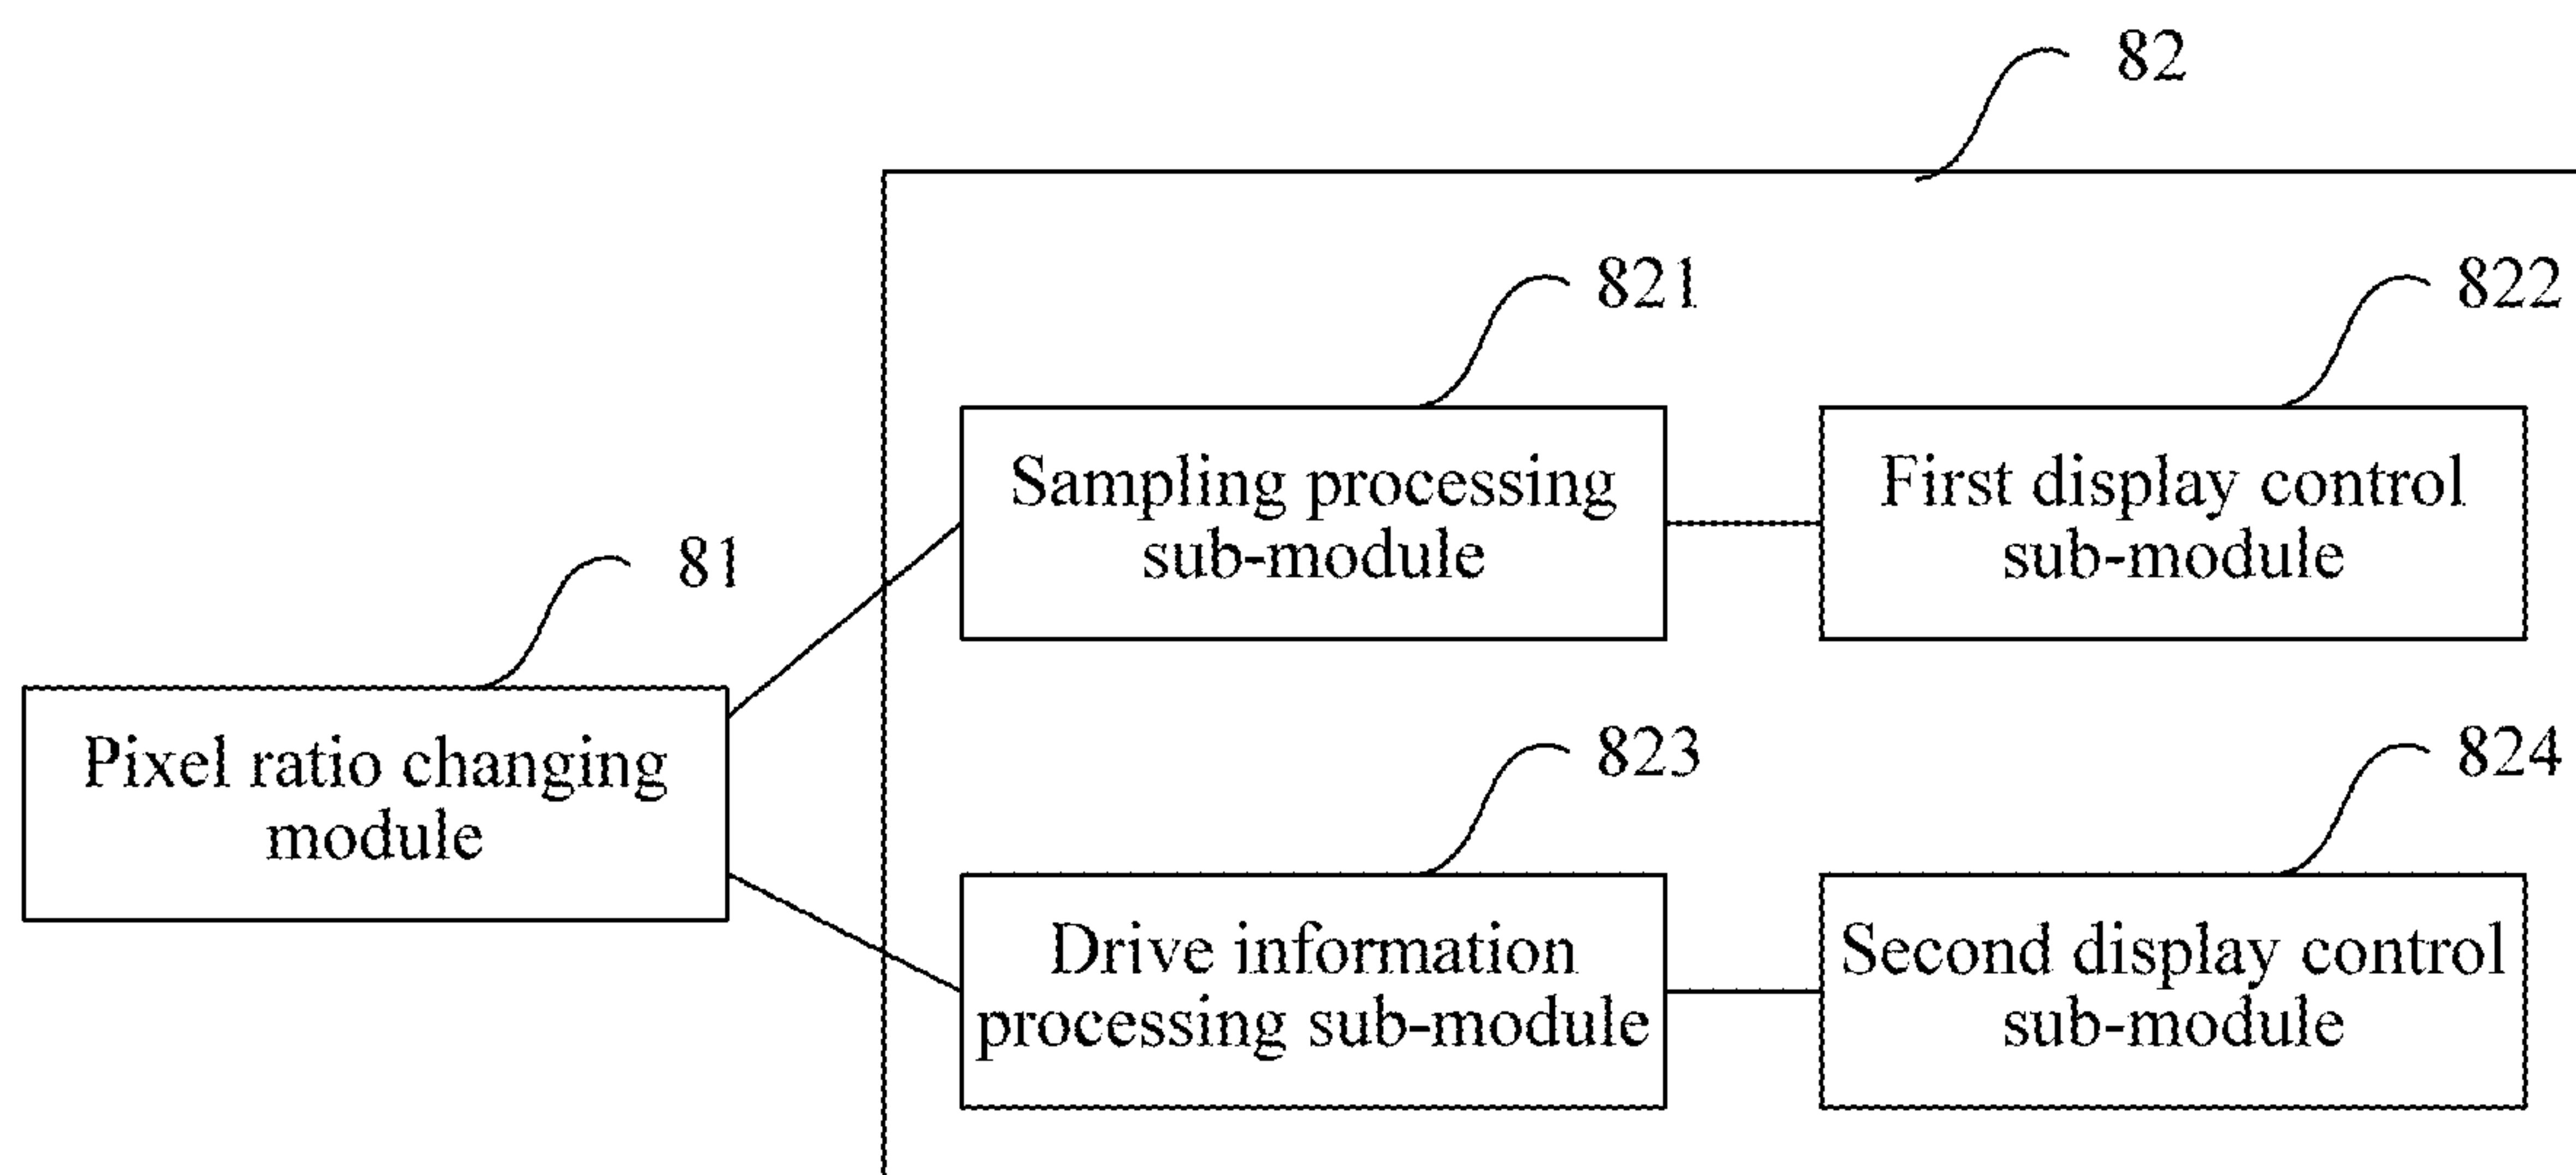 82
821
822
Sampling processing
sub-module
First display control
sub-module
81
Pixel ratio changing
module
823
824
Drive information
processing sub-module
Second display control
sub-module